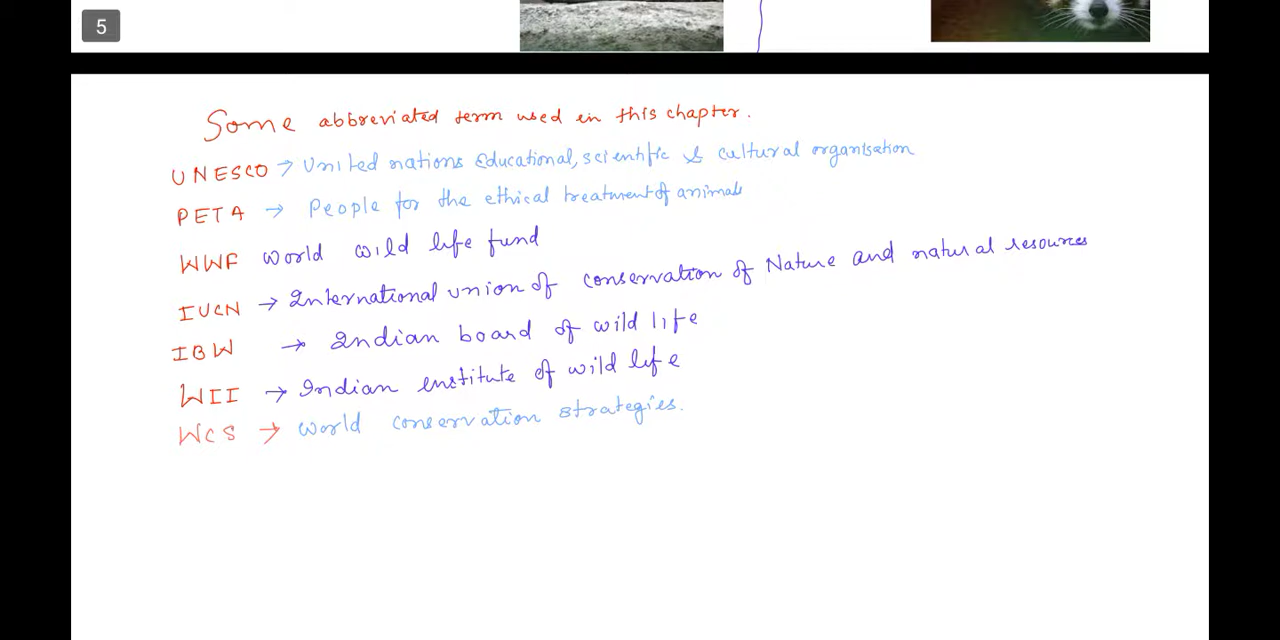 5
Some abbreviated term used in this chapter.
UNESCO → United nations Educational, scientific & cultural organisation
PETA → People for the ethical treatment of animals
WWF World wild life fund
IUCN → International union of conservation of Nature and natural resources
IBW → Indian board of wild life
WII → Indian institute of wild life
WCS → World conservation strategies.